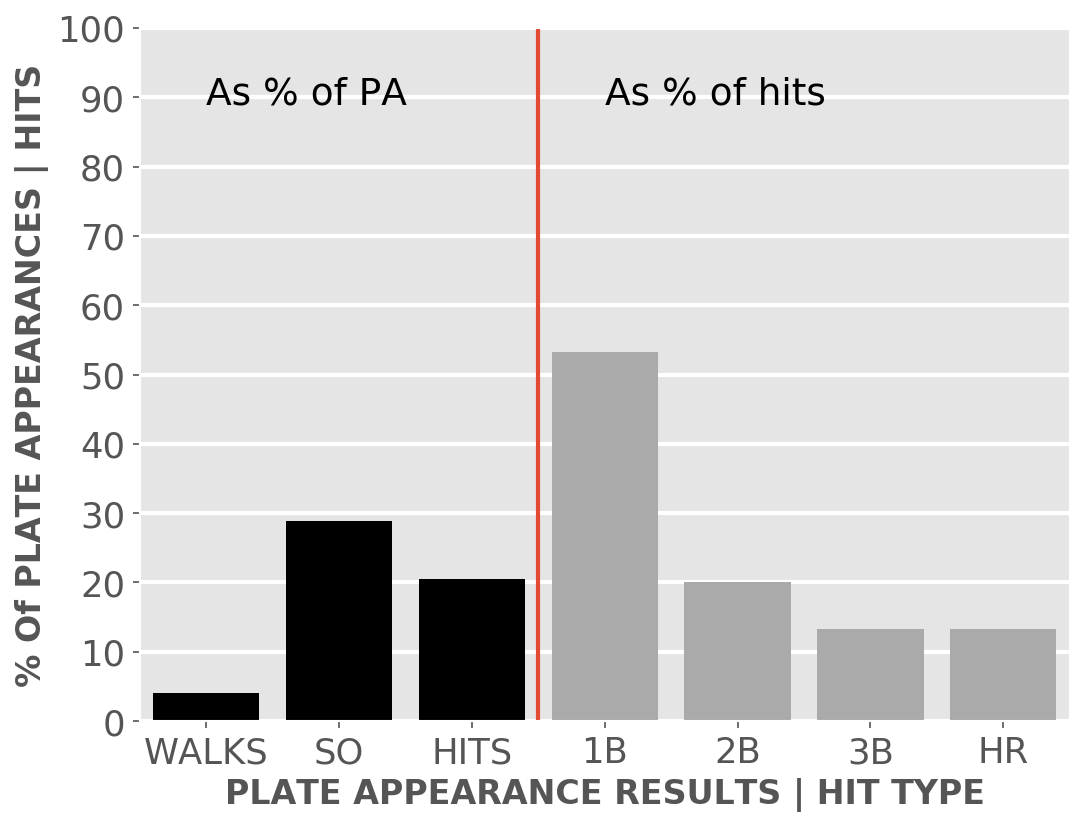 % Of PLATE APPEARANCES | HITS
100
90
80
70
60
50
40
30
20
10
0
As % of PA
As % of hits
WALKS SO HITS 1B 2B 3B HR
PLATE APPEARANCE RESULTS | HIT TYPE